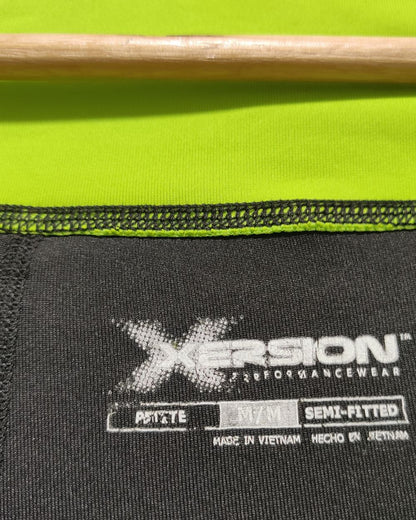 XERSION™
PERFORMANCEWEAR
PETITE M/M SEMI-FITTED
MADE IN VIETNAM HECHO EN VIETNAM